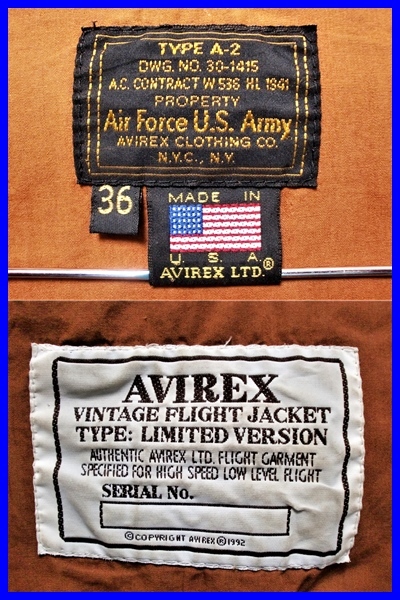 TYPE A-2
DWG. NO. 30-1415
A.C. CONTRACT W 536 HL 1941
PROPERTY
Air Force U.S. Army
AVIREX CLOTHING CO.
N.Y.C., N.Y.
36
MADE IN
U. S. A
AVIREX LTD.®
AVIREX
VINTAGE FLIGHT JACKET
TYPE: LIMITED VERSION
AUTHENTIC AVIREX LTD. FLIGHT GARMENT
SPECIFIED FOR HIGH SPEED LOW LEVEL FLIGHT
SERIAL NO.
©COPYRIGHT AVIREX®1992